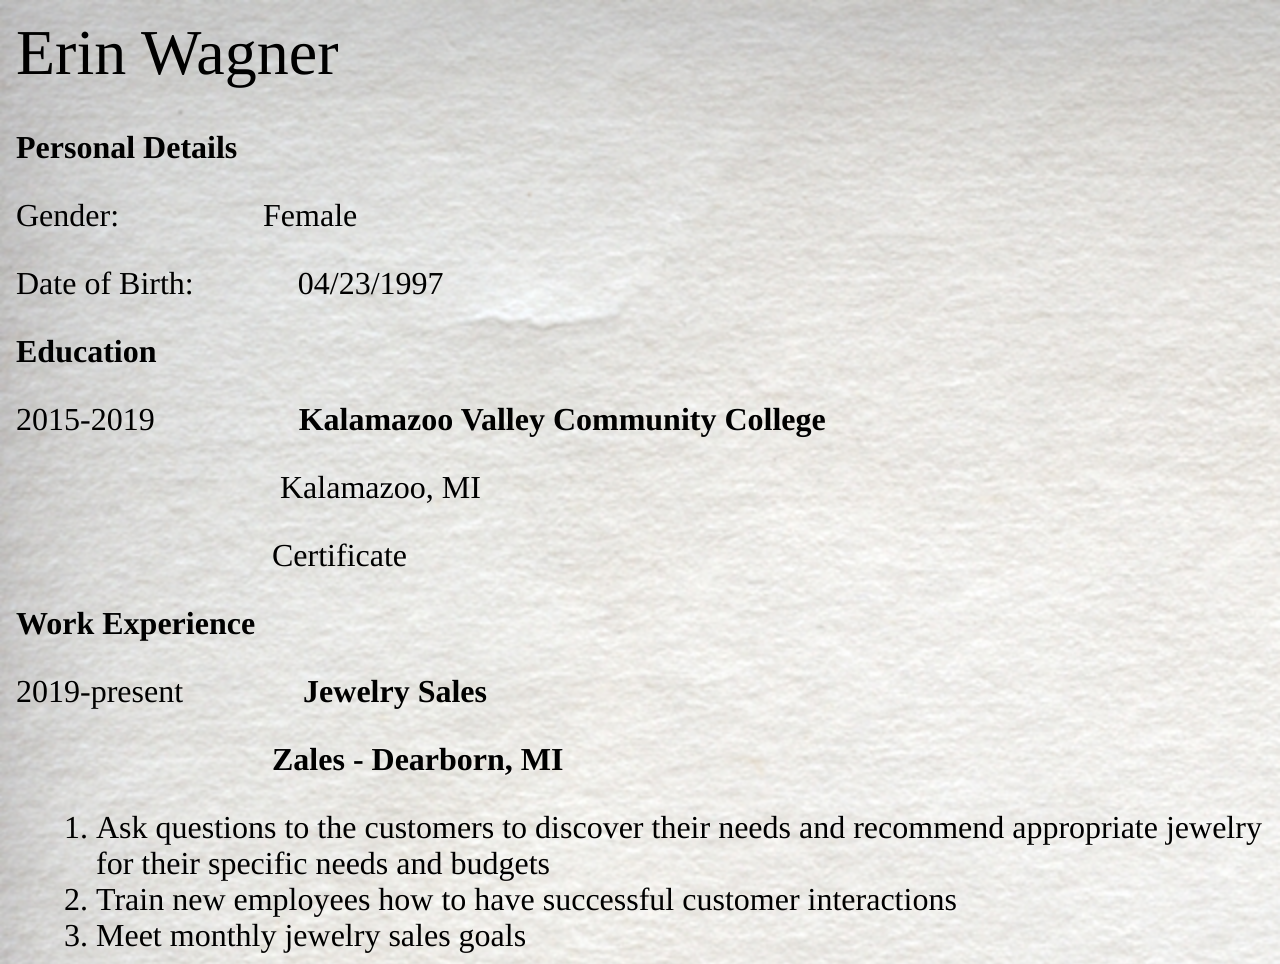 Erin Wagner
Personal Details
Gender: Female
Date of Birth: 04/23/1997
Education
2015-2019 Kalamazoo Valley Community College
Kalamazoo, MI
Certificate
Work Experience
2019-present Jewelry Sales
Zales - Dearborn, MI
1. Ask questions to the customers to discover their needs and recommend appropriate jewelry
for their specific needs and budgets
2. Train new employees how to have successful customer interactions
3. Meet monthly jewelry sales goals